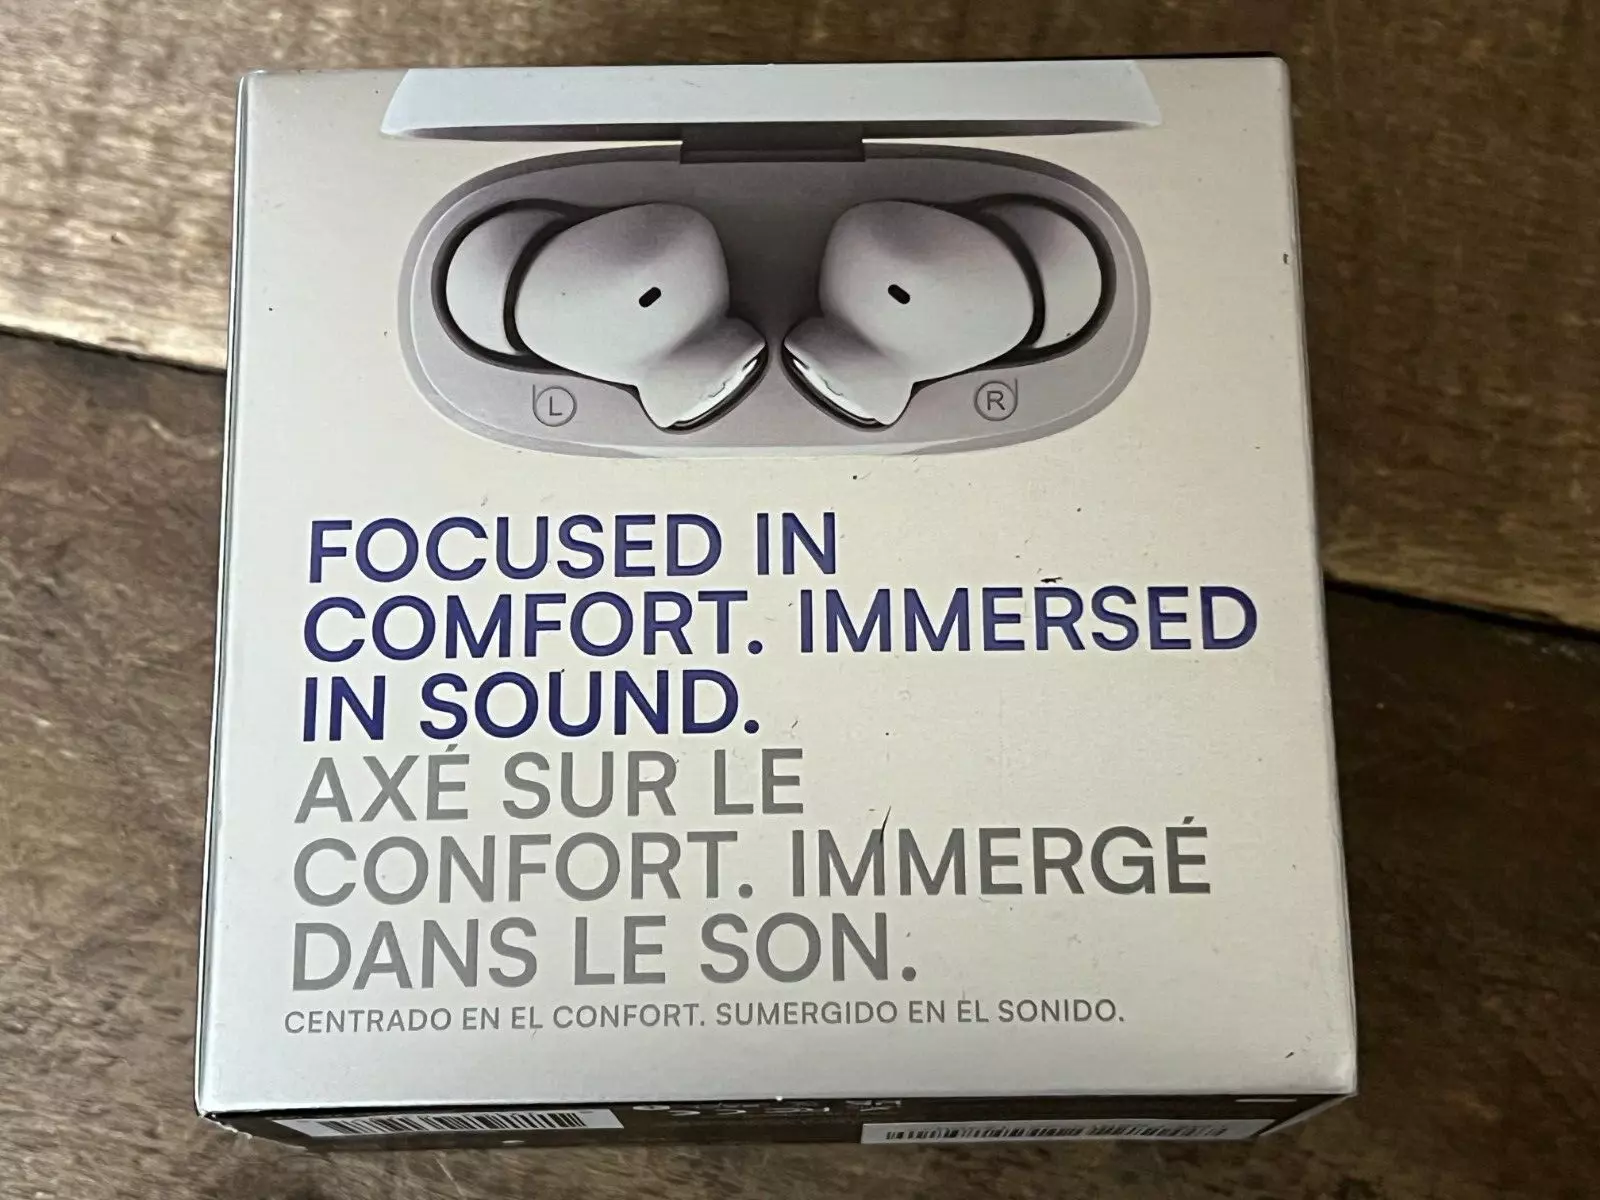 L
R
FOCUSED IN
COMFORT. IMMERSED
IN SOUND.
AXÉ SUR LE
CONFORT. IMMERGÉ
DANS LE SON.
CENTRADO EN EL CONFORT. SUMERGIDO EN EL SONIDO.